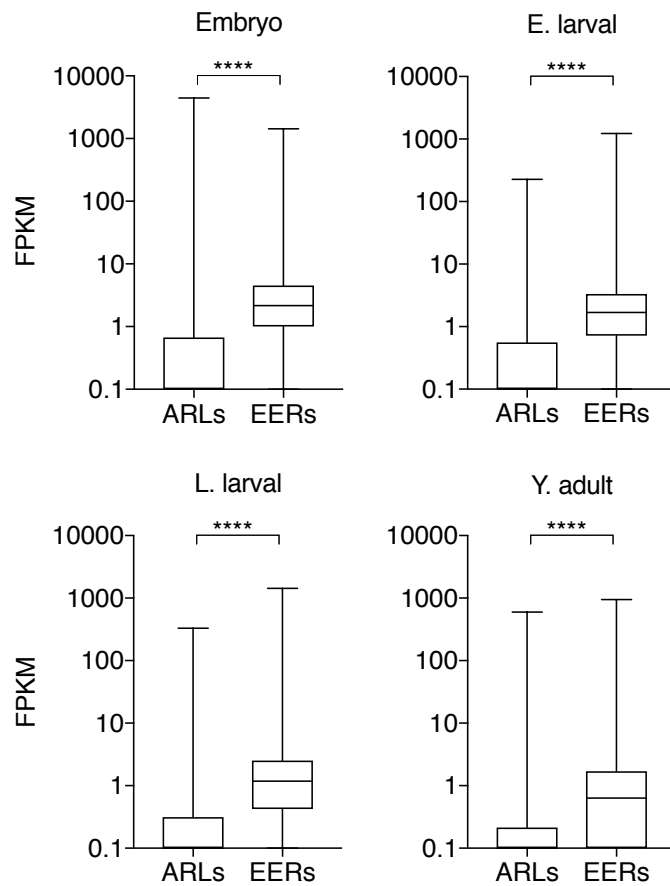 Embryo
****
FPKM
10000
1000
100
10
1
0.1
ARLs EERs
E. larval
****
10000
1000
100
10
1
0.1
ARLs EERs
L. larval
****
FPKM
10000
1000
100
10
1
0.1
ARLs EERs
Y. adult
****
10000
1000
100
10
1
0.1
ARLs EERs